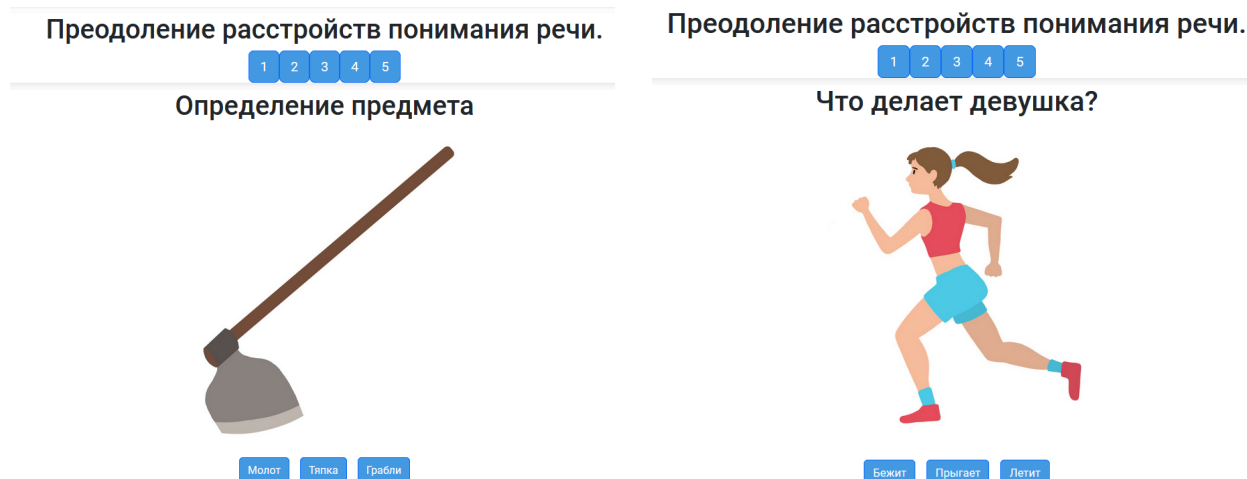 Преодоление расстройств понимания речи.
1 2 3 4 5
Определение предмета
Молот Тяпка Грабли
Преодоление расстройств понимания речи.
1 2 3 4 5
Что делает девушка?
Бежит Прыгает Летит